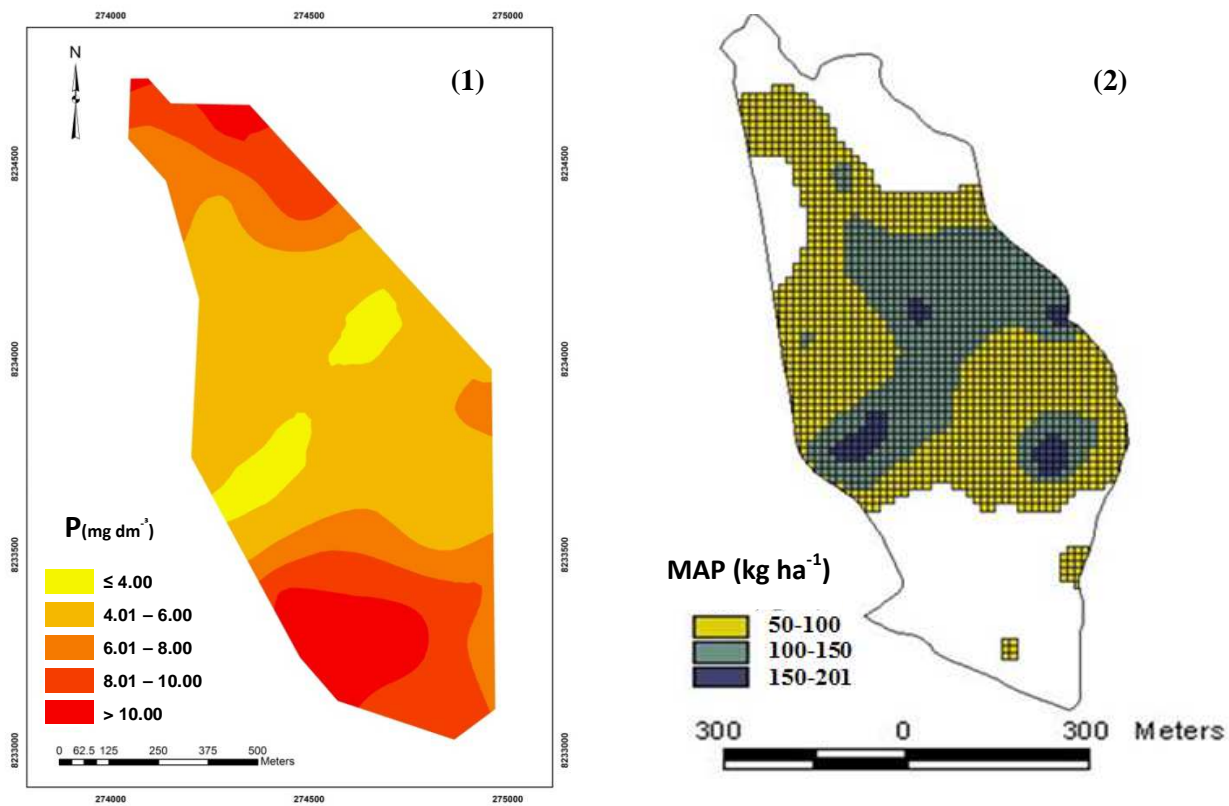 274000 274500 275000
N
(1)
8234500
8234000
8233500
8233000
8234500
8234000
8233500
8233000
P(mg dm⁻³)
≤ 4.00
4.01 – 6.00
6.01 – 8.00
8.01 – 10.00
> 10.00
0 62.5 125 250 375 500
Meters
274000 274500 275000
(2)
MAP (kg ha⁻¹)
50-100
100-150
150-201
300 0 300 Meters